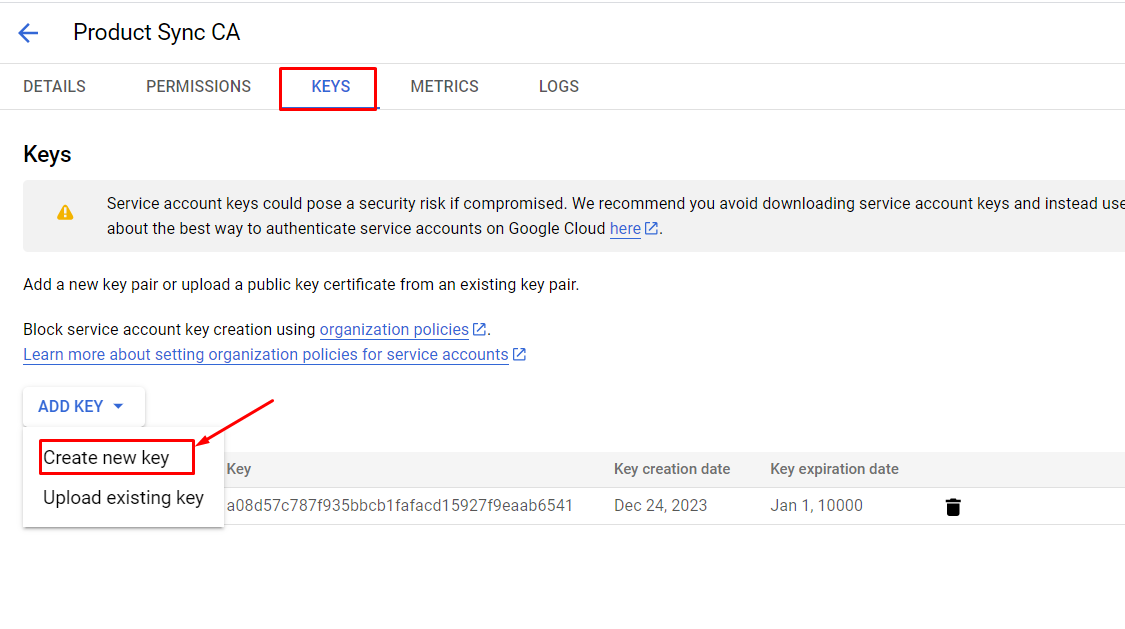 Product Sync CA
DETAILS PERMISSIONS KEYS METRICS LOGS
Keys
Service account keys could pose a security risk if compromised. We recommend you avoid downloading service account keys and instead use
about the best way to authenticate service accounts on Google Cloud here.
Add a new key pair or upload a public key certificate from an existing key pair.
Block service account key creation using organization policies.
Learn more about setting organization policies for service accounts
ADD KEY
Create new key
Upload existing key
Key Key creation date Key expiration date
a08d57c787f935bbcb1fafacd15927f9eaab6541 Dec 24, 2023 Jan 1, 10000